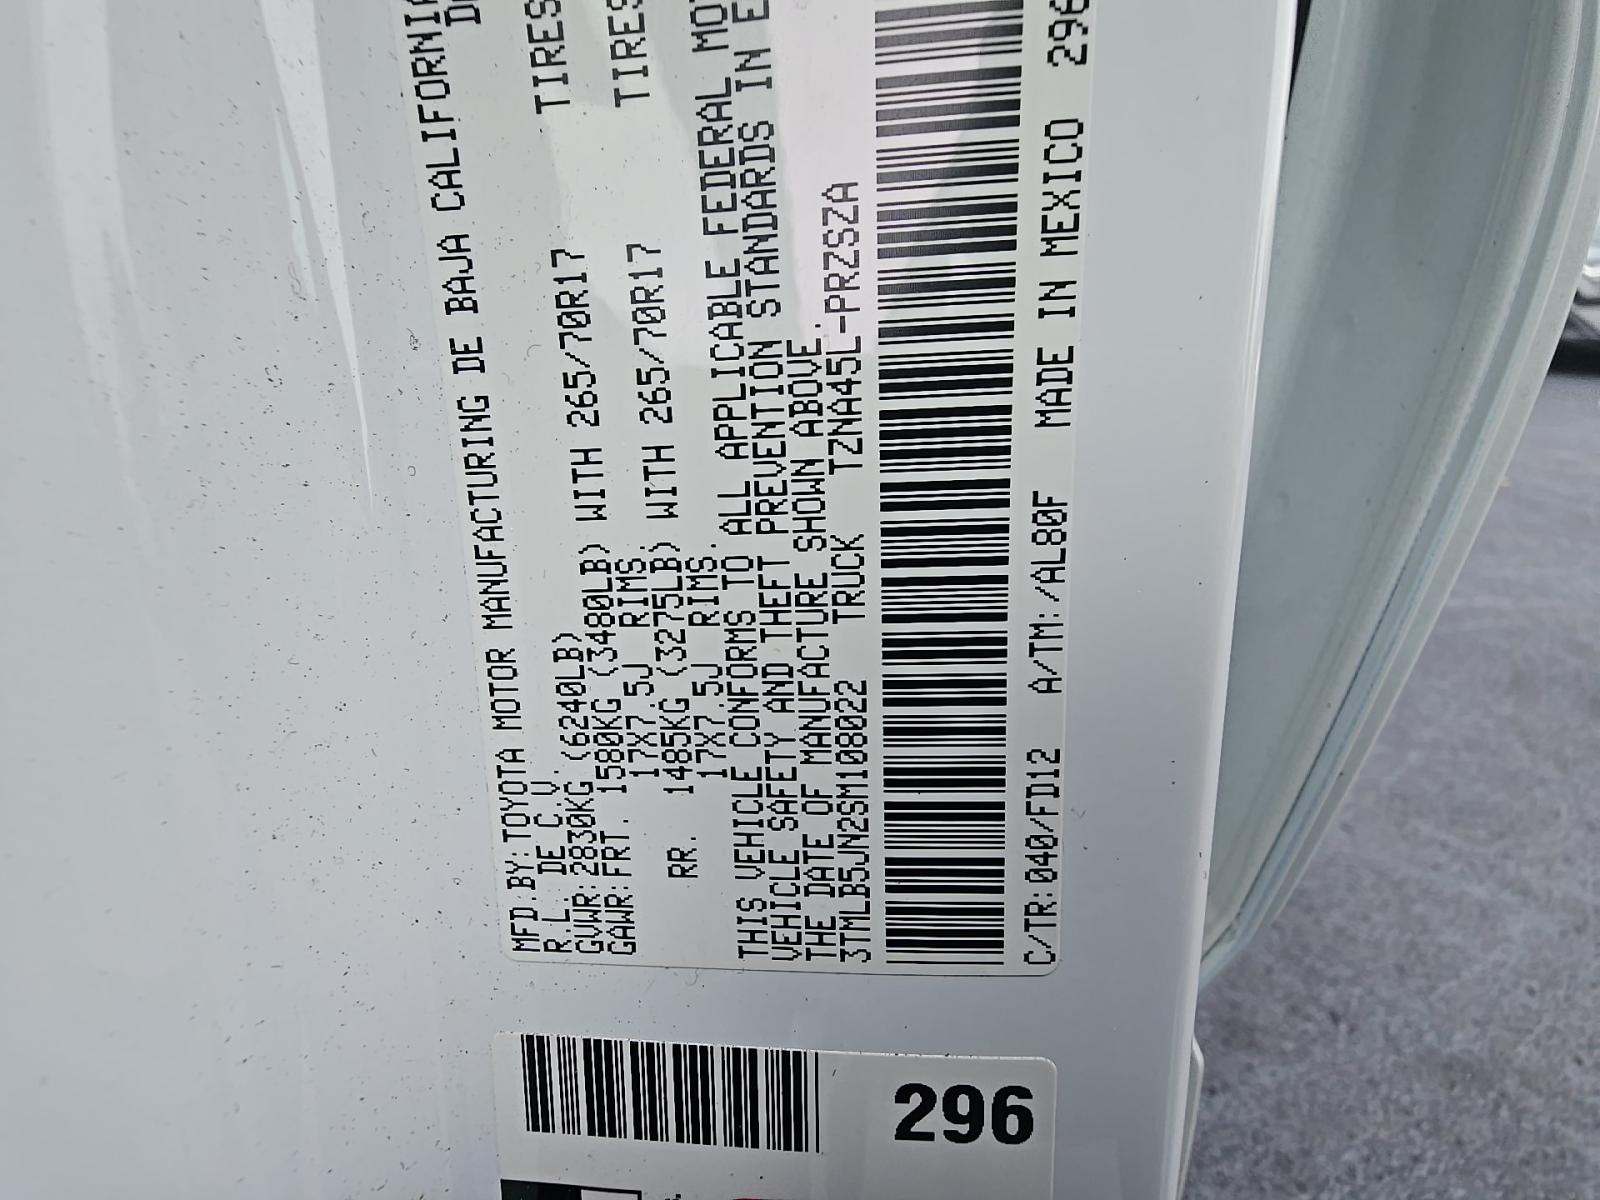 MFD.BY:TOYOTA MOTOR MANUFACTURING DE BAJA CALIFORNIA
R.L. DE C.V.
GVWR:2830KG (6240LB)
GAWR:FRT. 1580KG (3480LB) WITH 265/70R17 TIRES
17X7.5J RIMS.
RR. 1485KG (3275LB) WITH 265/70R17 TIRES
17X7.5J RIMS.
THIS VEHICLE CONFORMS TO ALL APPLICABLE FEDERAL
VEHICLE SAFETY AND THEFT PREVENTION STANDARDS IN
THE DATE OF MANUFACTURE SHOWN ABOVE.
3TMLB5JN2SM108022 TRUCK TZNA45L-PRZSZA
C/TR:040/FD12 A/TM:/AL80F MADE IN MEXICO 296
296